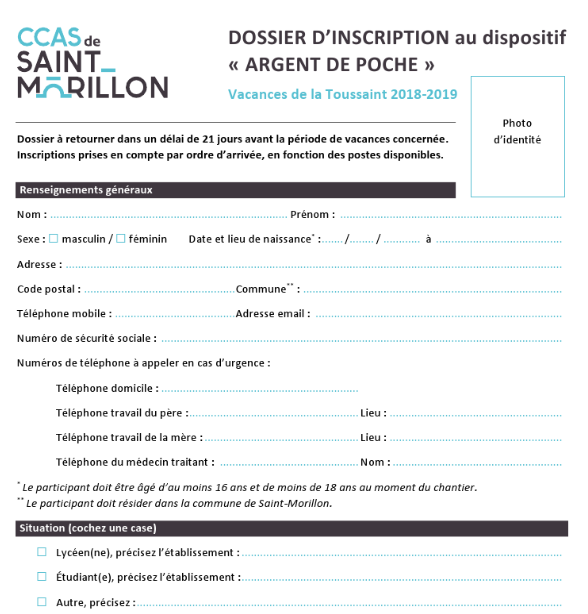 CCAS de
SAINT_
MORILLON
DOSSIER D’INSCRIPTION au dispositif
« ARGENT DE POCHE »
Vacances de la Toussaint 2018-2019
Photo
d’identité
Dossier à retourner dans un délai de 21 jours avant la période de vacances concernée.
Inscriptions prises en compte par ordre d’arrivée, en fonction des postes disponibles.
Renseignements généraux
Nom : ........................ Prénom : ........................
Sexe : ☐ masculin / ☐ féminin Date et lieu de naissance* :....... /........ / ............ à ........................
Adresse : ........................
Code postal : ........................Commune** : ........................
Téléphone mobile : ........................Adresse email : ........................
Numéro de sécurité sociale : ........................
Numéros de téléphone à appeler en cas d’urgence :
Téléphone domicile : ........................
Téléphone travail du père :........................ Lieu : ........................
Téléphone travail de la mère : ........................ Lieu : ........................
Téléphone du médecin traitant : ........................ Nom : ........................
* Le participant doit être âgé d’au moins 16 ans et de moins de 18 ans au moment du chantier.
** Le participant doit résider dans la commune de Saint-Morillon.
Situation (cochez une case)
☐ Lycéen(ne), précisez l’établissement :........................
☐ Étudiant(e), précisez l’établissement :........................
☐ Autre, précisez :........................